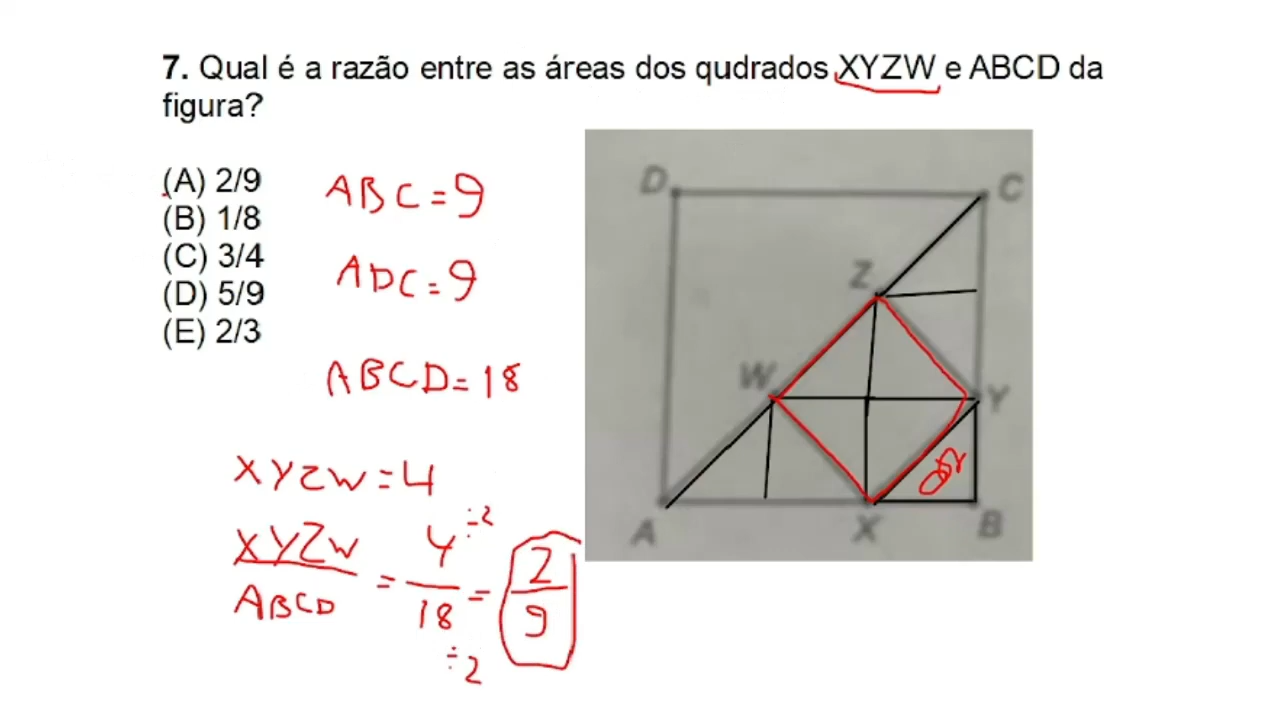 7. Qual é a razão entre as áreas dos qudrados XYZW e ABCD da
figura?
(A) 2/9
(B) 1/8
(C) 3/4
(D) 5/9
(E) 2/3
ABC = 9
ADC = 9
ABCD = 18
XYZW = 4
XYZW/ABCD = 4/18 = 2/9
÷2
÷2
D
C
Z
W
Y
A
X
B